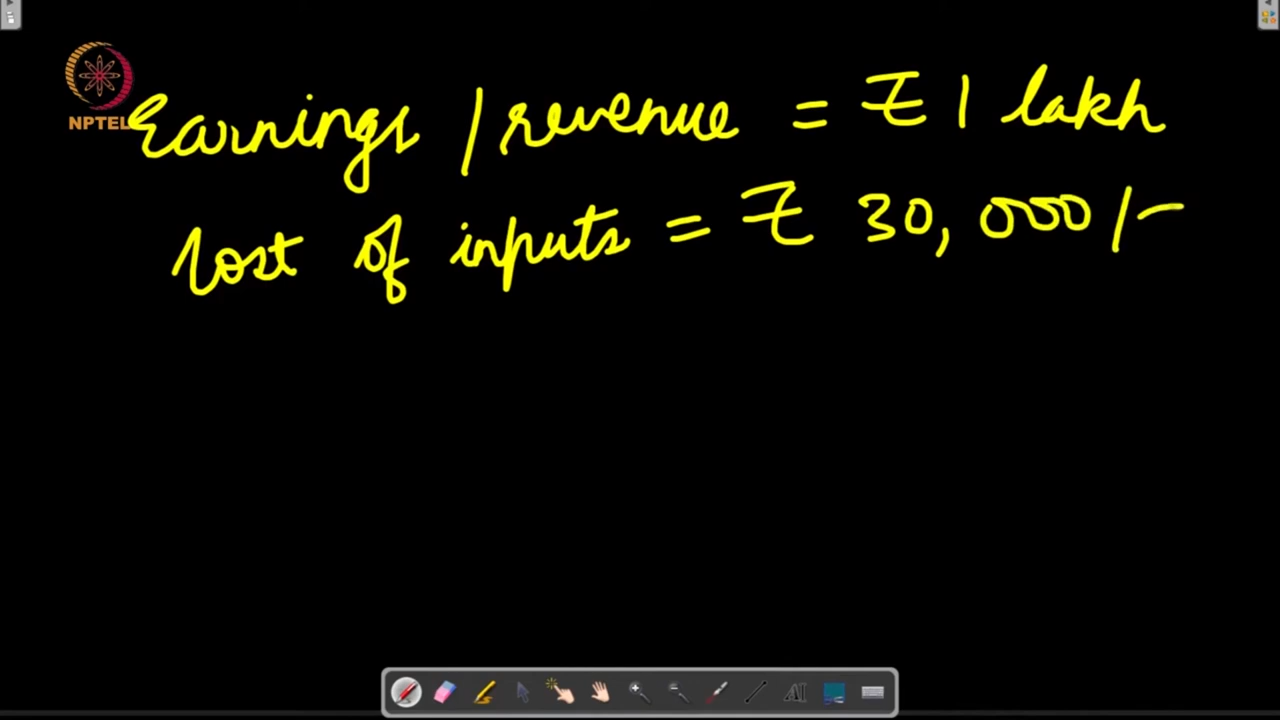 NPTEL
Earnings / revenue = ₹ 1 lakh
Cost of inputs = ₹ 30,000/-